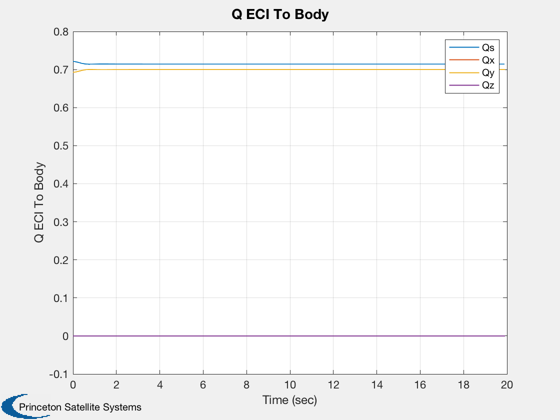 Q ECI To Body
0.8
0.7
0.6
0.5
0.4
0.3
0.2
0.1
0
-0.1
Q ECI To Body
Qs
Qx
Qy
Qz
0 2 4 6 8 10 12 14 16 18 20
Time (sec)
Princeton Satellite Systems